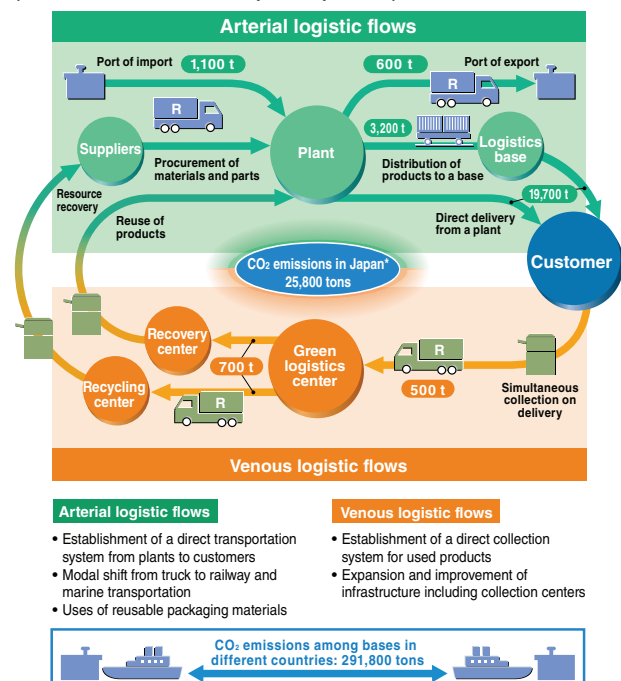 Arterial logistic flows
Port of import
1,100 t
600 t
Port of export
R
R
3,200 t
Suppliers
Plant
Logistics
base
Procurement of
materials and parts
Distribution of
products to a base
19,700 t
Resource
recovery
Reuse of
products
Direct delivery
from a plant
Customer
CO₂ emissions in Japan*
25,800 tons
Recovery
center
Green
logistics
center
R
700 t
500 t
Recycling
center
R
Simultaneous
collection on
delivery
Venous logistic flows
Arterial logistic flows
• Establishment of a direct transportation
system from plants to customers
• Modal shift from truck to railway and
marine transportation
• Uses of reusable packaging materials
Venous logistic flows
• Establishment of a direct collection
system for used products
• Expansion and improvement of
infrastructure including collection centers
CO₂ emissions among bases in
different countries: 291,800 tons